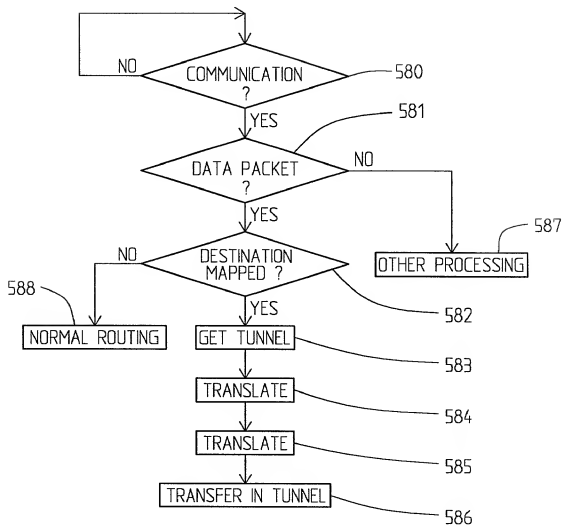 NO
COMMUNICATION
?
580
YES
581
DATA PACKET
?
NO
YES
587
OTHER PROCESSING
NO
DESTINATION
MAPPED ?
582
588
YES
NORMAL ROUTING
GET TUNNEL
583
TRANSLATE
584
TRANSLATE
585
TRANSFER IN TUNNEL
586